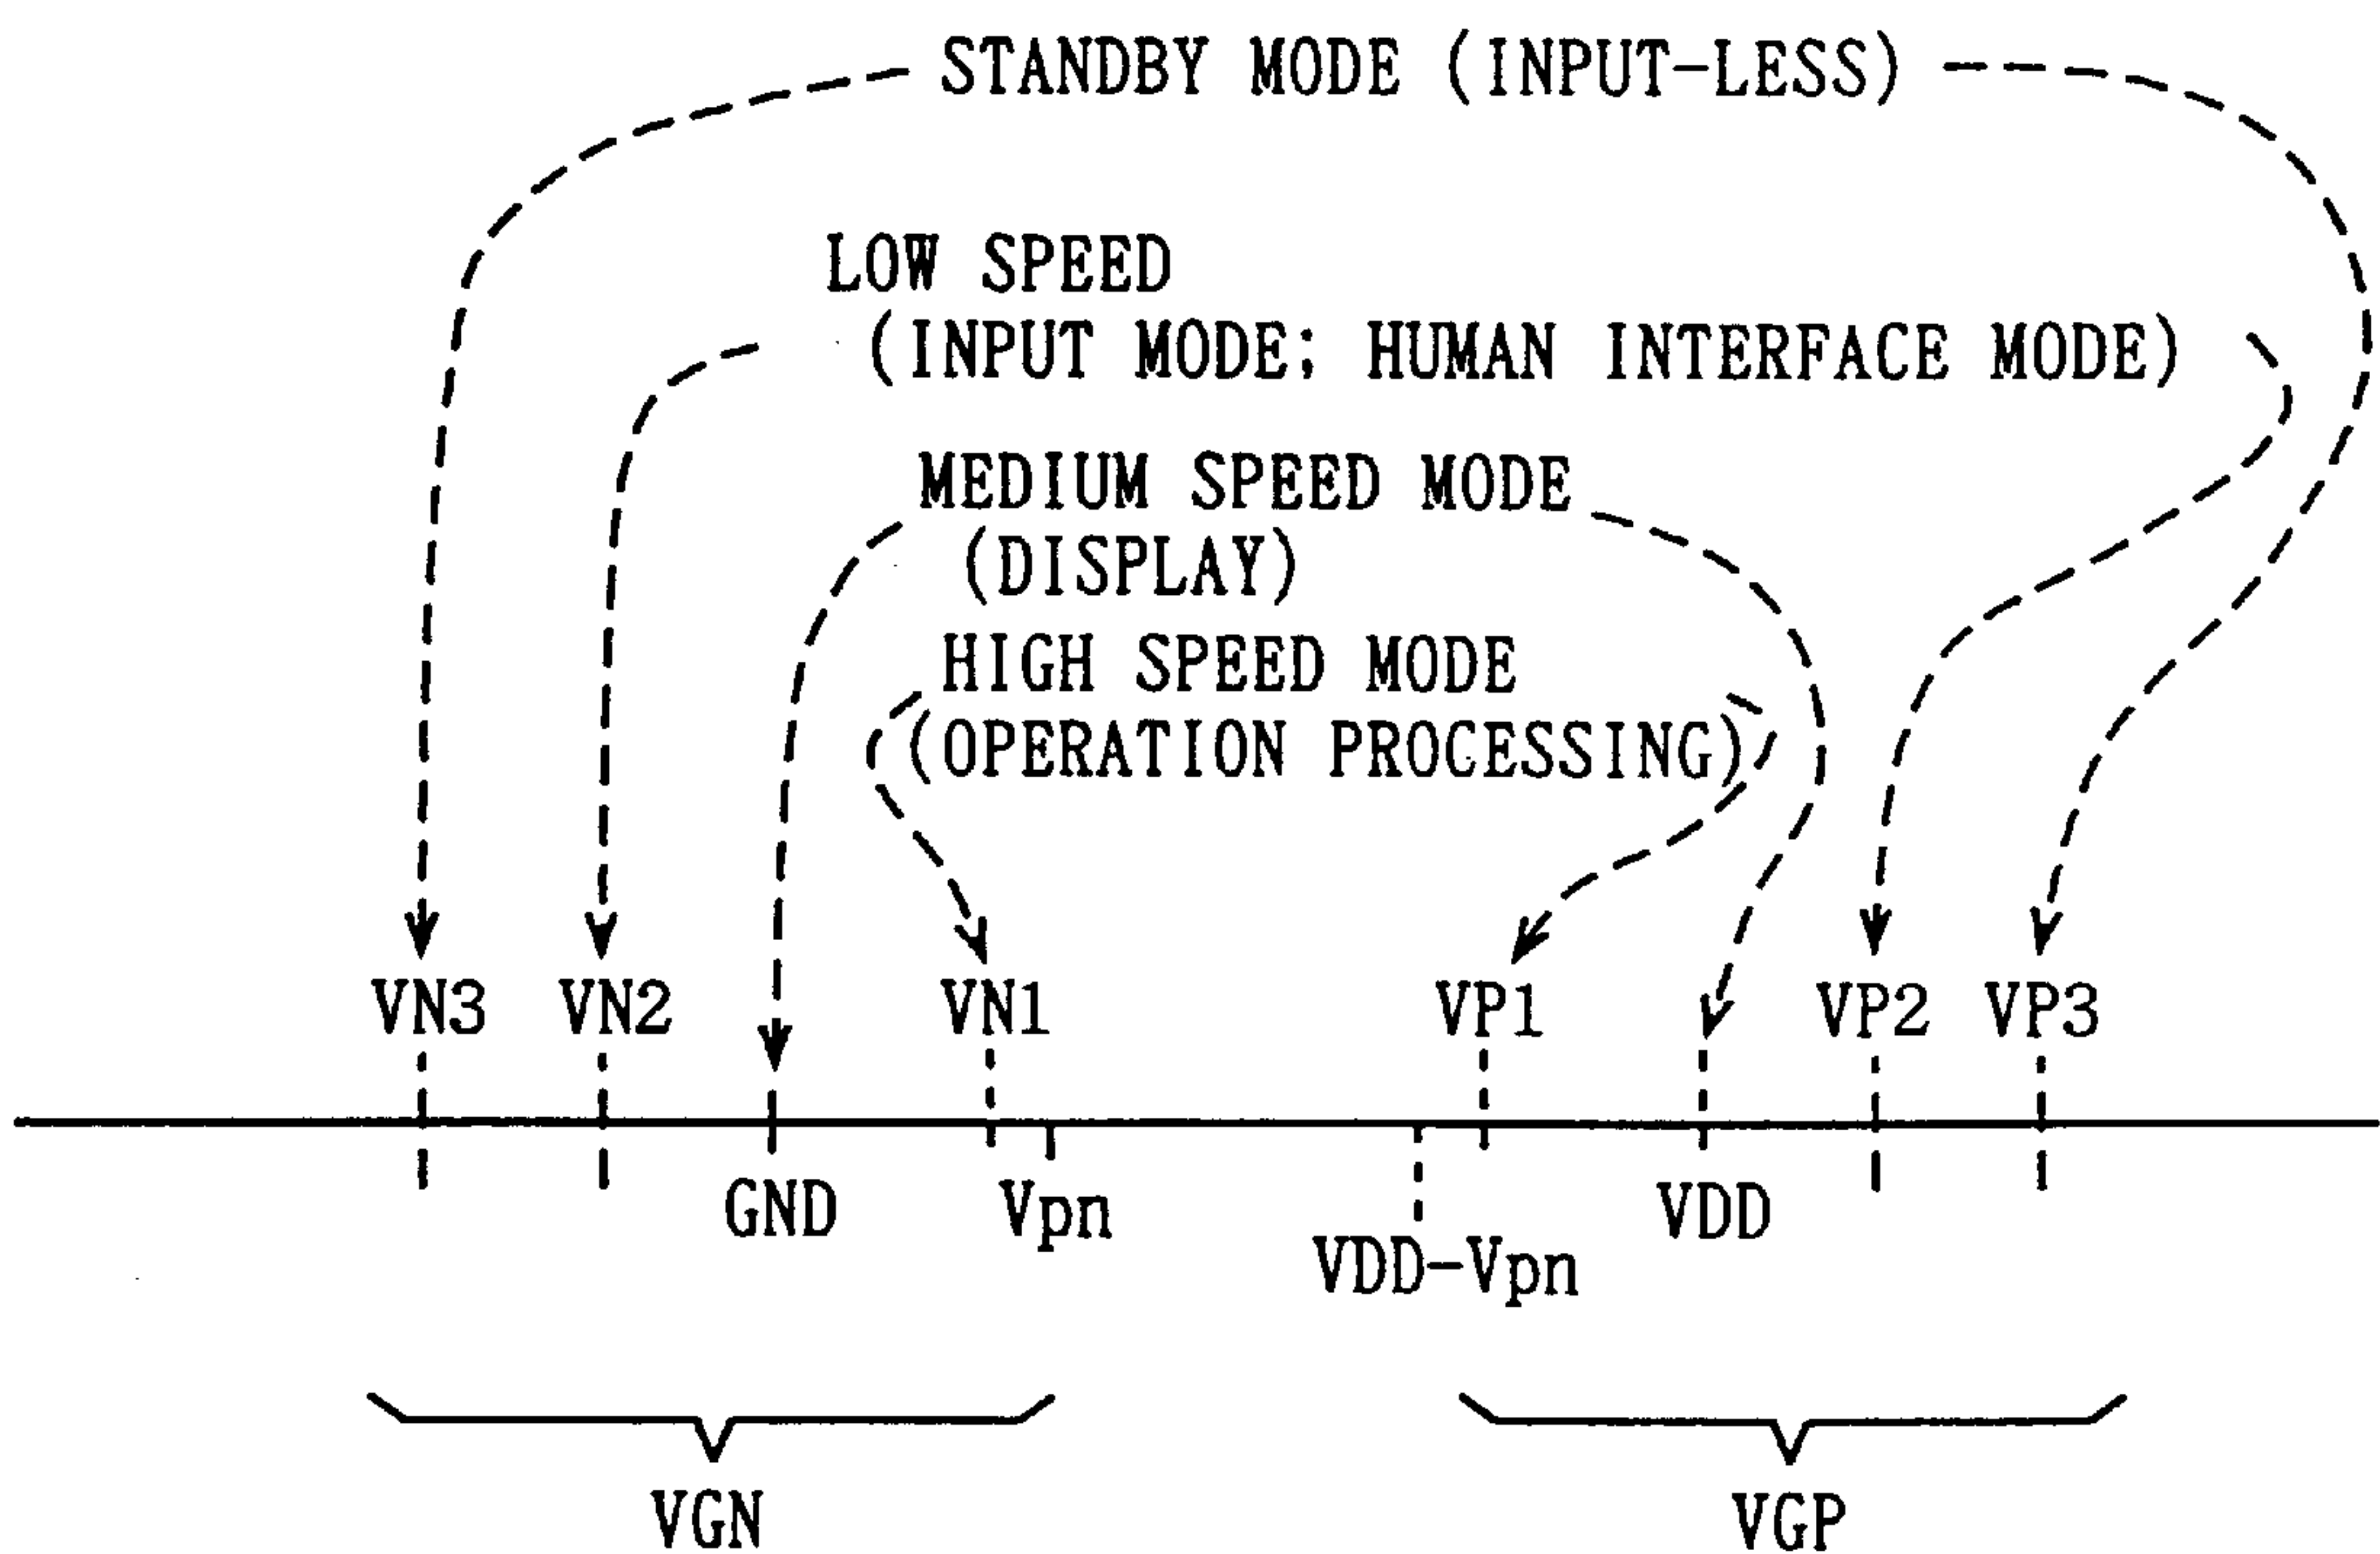 STANDBY MODE (INPUT-LESS)
LOW SPEED
(INPUT MODE; HUMAN INTERFACE MODE)
MEDIUM SPEED MODE
(DISPLAY)
HIGH SPEED MODE
(OPERATION PROCESSING)
VN3 VN2 VN1 VP1 VP2 VP3
GND Vpn VDD
VDD-Vpn
VGN VGP